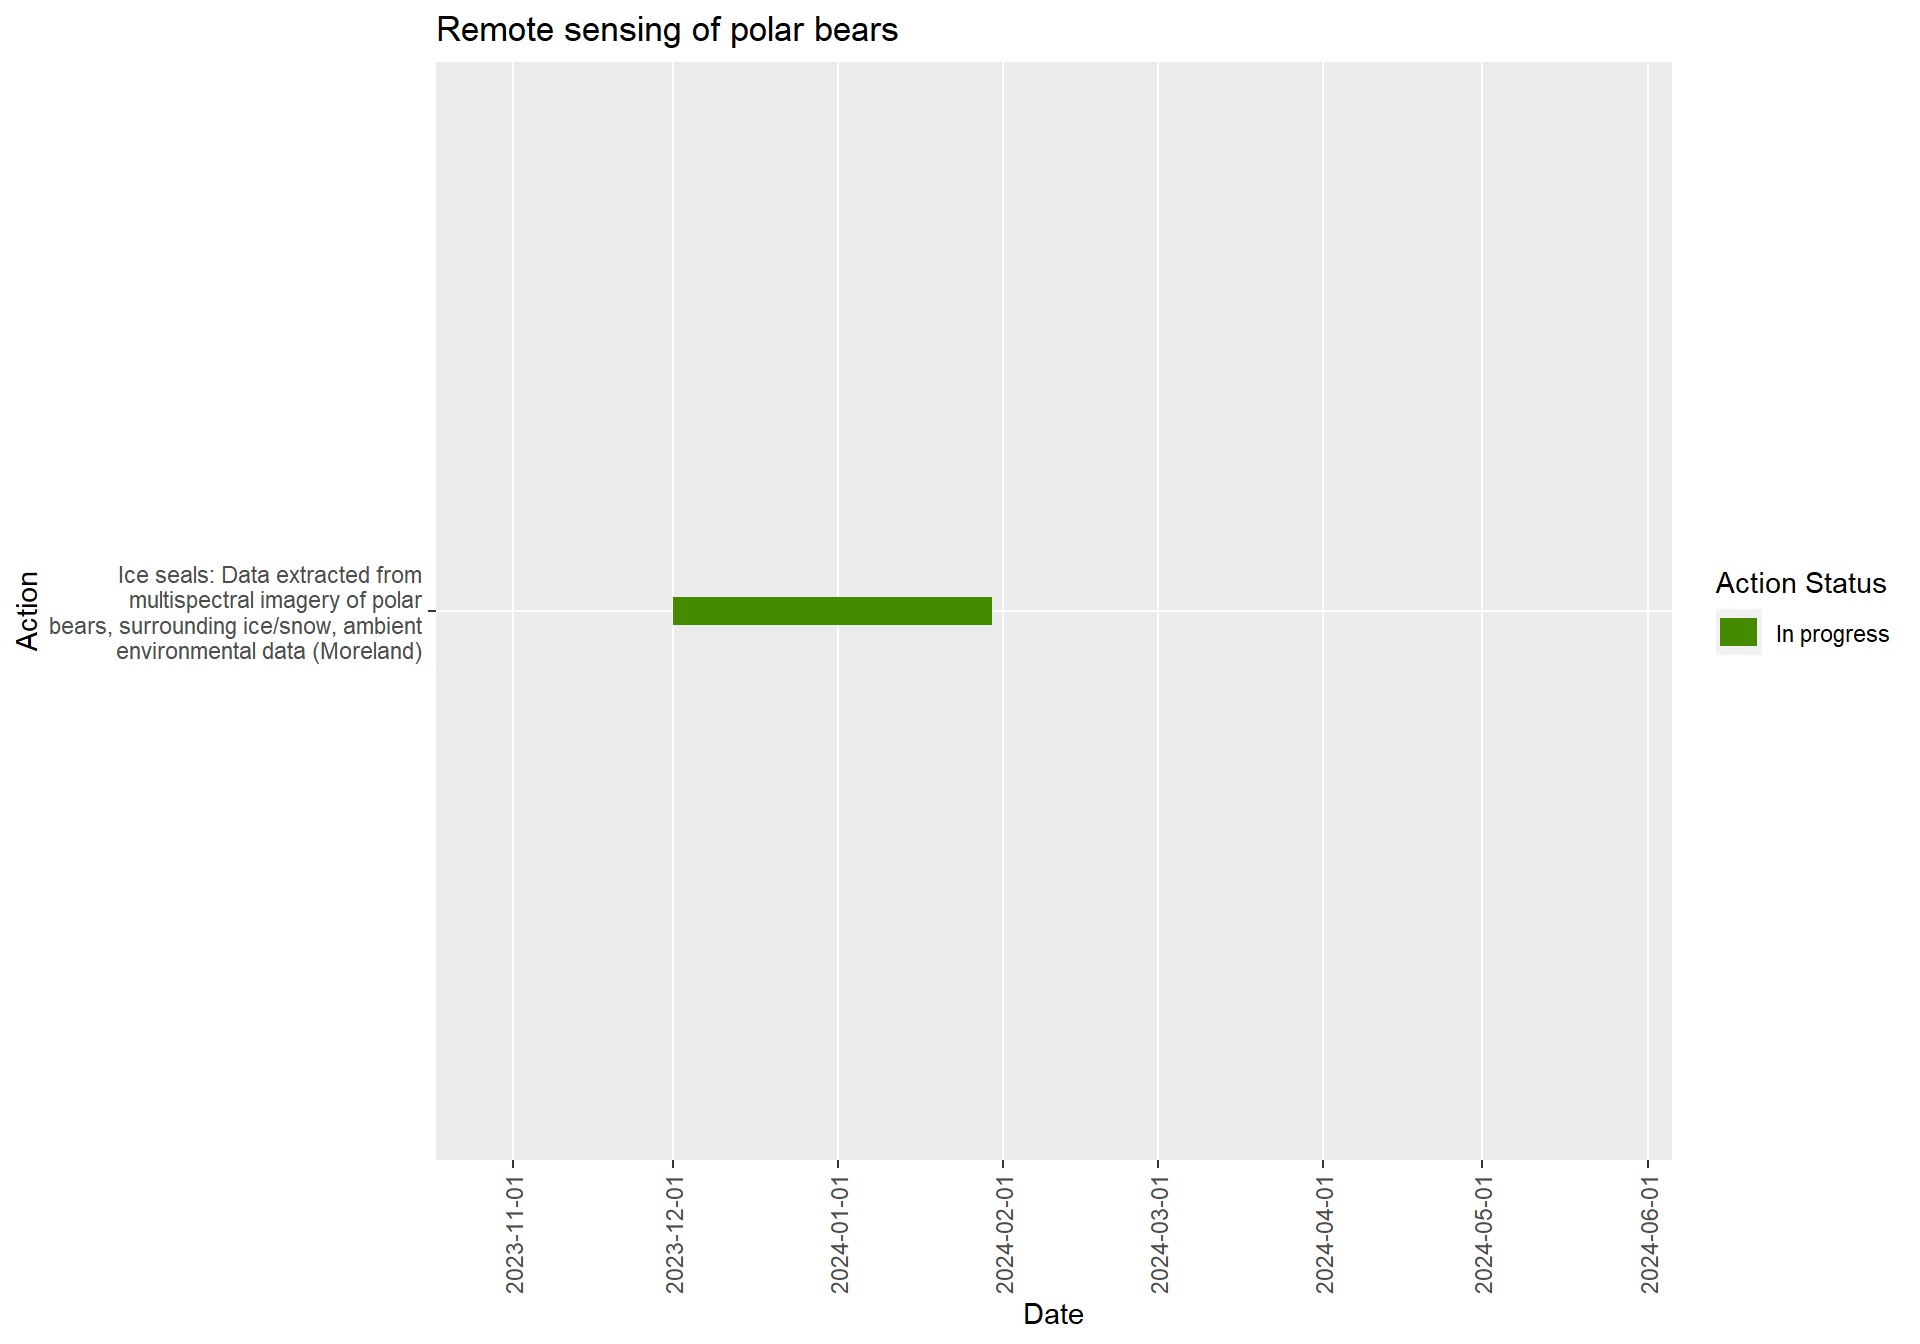 Remote sensing of polar bears
Action
Ice seals: Data extracted from
multispectral imagery of polar
bears, surrounding ice/snow, ambient
environmental data (Moreland)
Action Status
In progress
2023-11-01
2023-12-01
2024-01-01
2024-02-01
2024-03-01
2024-04-01
2024-05-01
2024-06-01
Date